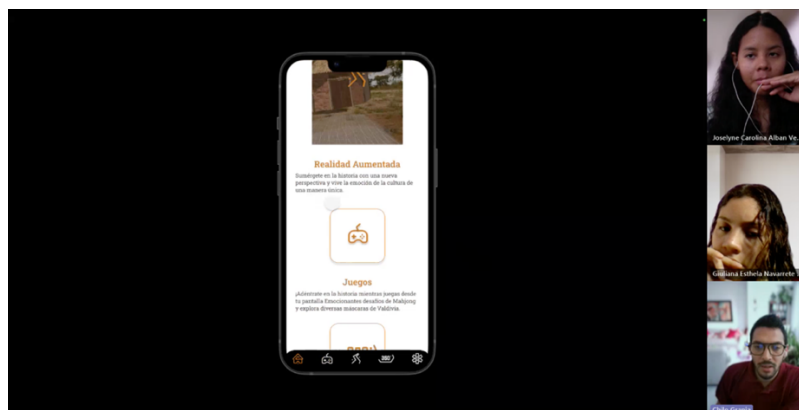 Realidad Aumentada
Sumérgete en la historia con una nueva
perspectiva y vive la emoción de la cultura de
una manera única.
Juegos
¡Adéntrate en la historia mientras juegas desde
tu pantalla Emocionantes desafíos de Mahjong
y explora diversas máscaras de Valdivia.
Joselyne Carolina Alban Ve...
Giuliana Esthela Navarrete